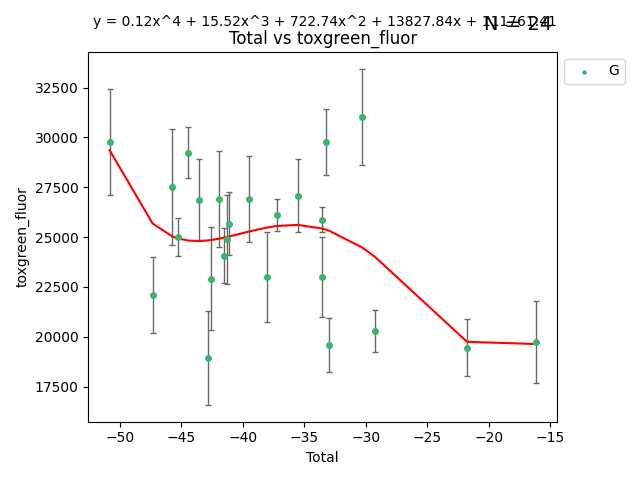 y = 0.12x^4 + 15.52x^3 + 722.74x^2 + 13827.84x +
N = 24
Total vs toxgreen_fluor
G
32500
30000
27500
25000
22500
20000
17500
toxgreen_fluor
−50 −45 −40 −35 −30 −25 −20 −15
Total